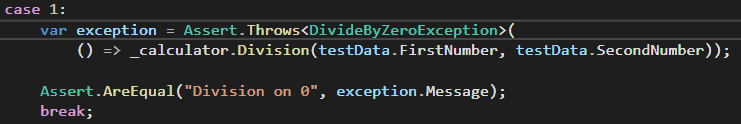 case 1:
var exception = Assert.Throws<DivideByZeroException>(
() => _calculator.Division(testData.FirstNumber, testData.SecondNumber));
Assert.AreEqual("Division on 0", exception.Message);
break;